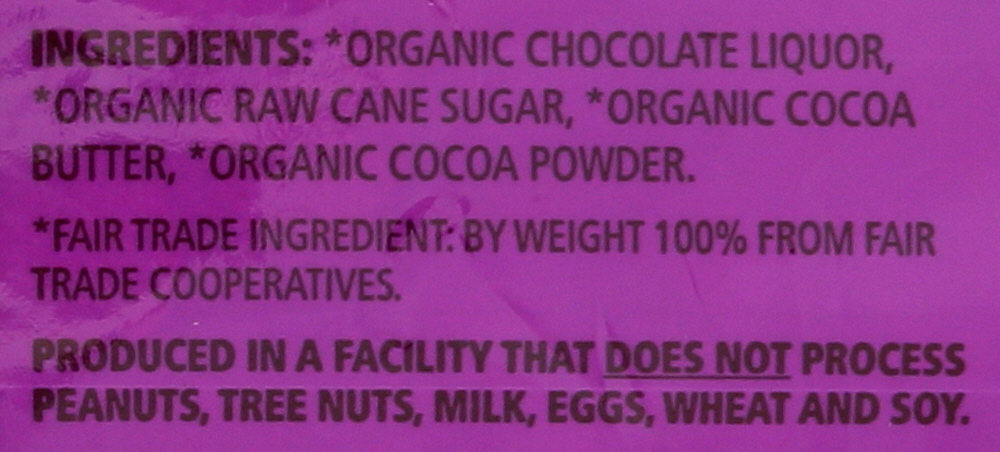 INGREDIENTS: *ORGANIC CHOCOLATE LIQUOR,
*ORGANIC RAW CANE SUGAR, *ORGANIC COCOA
BUTTER, *ORGANIC COCOA POWDER.
*FAIR TRADE INGREDIENT: BY WEIGHT 100% FROM FAIR
TRADE COOPERATIVES.
PRODUCED IN A FACILITY THAT DOES NOT PROCESS
PEANUTS, TREE NUTS, MILK, EGGS, WHEAT AND SOY.